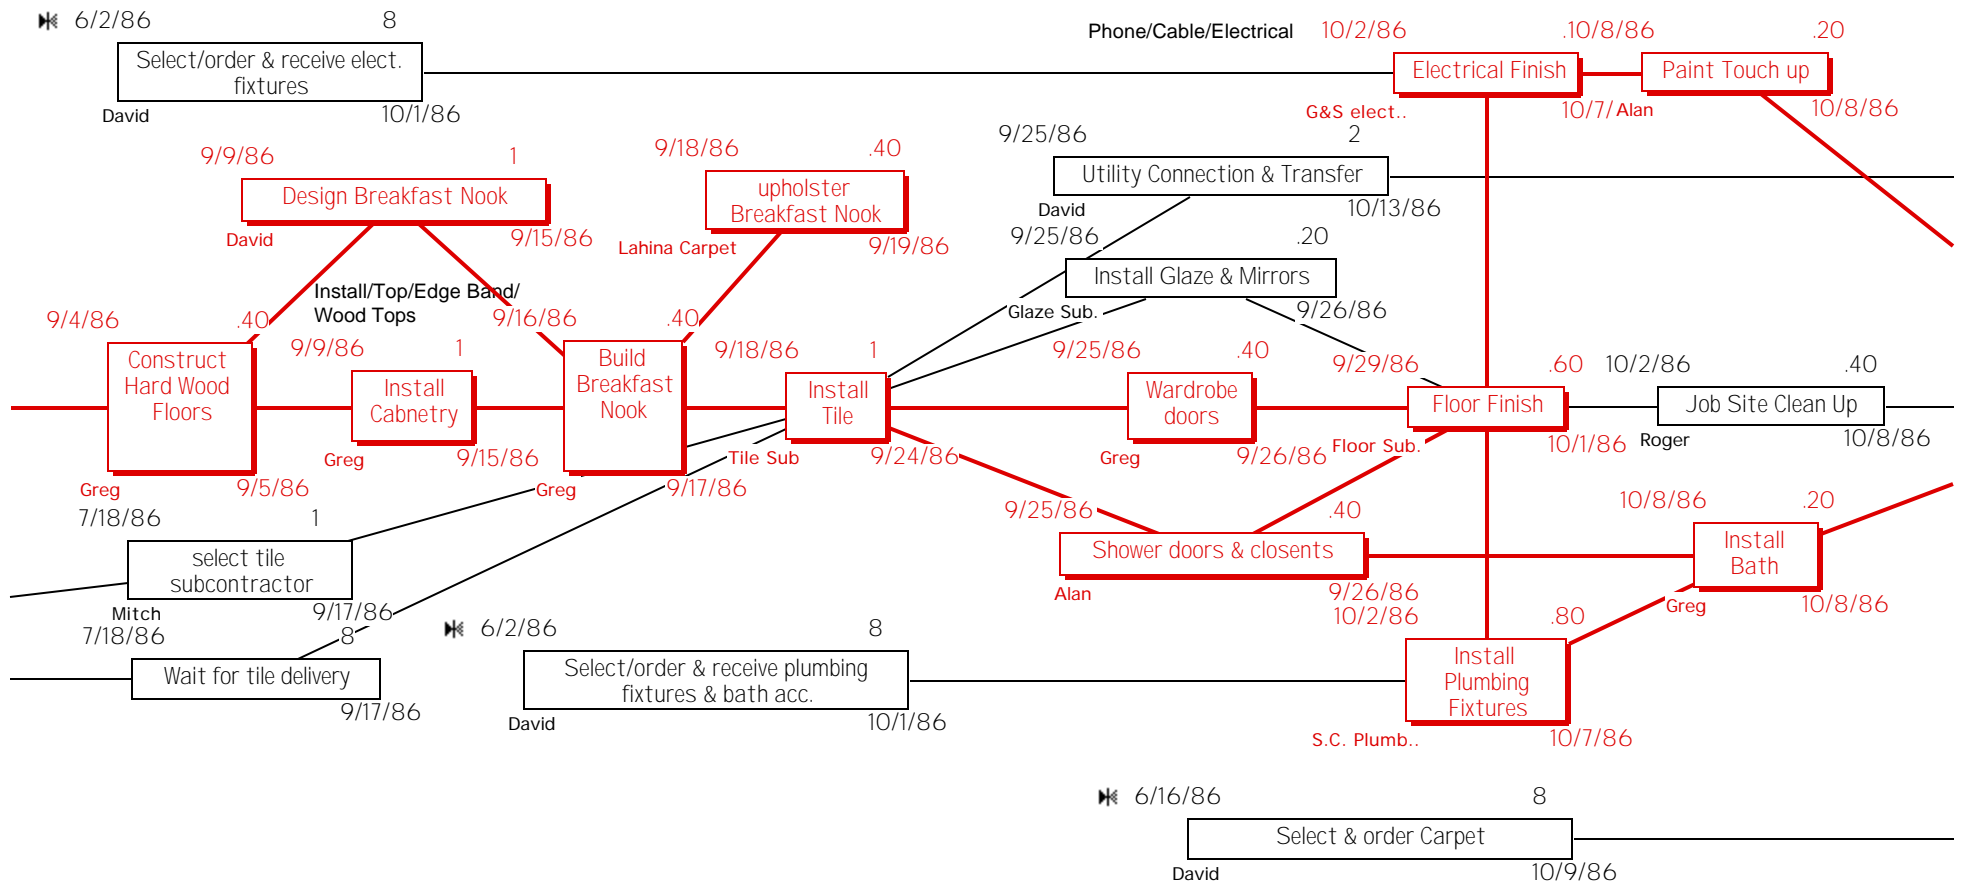 6/2/86 8
Select/order & receive elect.
fixtures
David 10/1/86
Phone/Cable/Electrical 10/2/86 .10/8/86 .20
Electrical Finish
Paint Touch up
G&S elect.. 10/7/ Alan 10/8/86
9/9/86 1
Design Breakfast Nook
David 9/15/86
9/18/86 .40
upholster
Breakfast Nook
Lahina Carpet 9/19/86
9/25/86 2
Utility Connection & Transfer
David 10/13/86
9/25/86 .20
Install Glaze & Mirrors
Glaze Sub. 9/26/86
Install/Top/Edge Band/
Wood Tops
9/4/86 .40
Construct
Hard Wood
Floors
Greg 9/5/86
9/9/86 1
Install
Cabnetry
Greg 9/15/86
9/16/86 .40
Build
Breakfast
Nook
Greg 9/17/86
9/18/86 1
Install
Tile
Tile Sub 9/24/86
9/25/86 .40
Wardrobe
doors
Greg 9/26/86
9/29/86 .60
Floor Finish
Floor Sub. 10/1/86
10/2/86 .40
Job Site Clean Up
Roger 10/8/86
7/18/86 1
select tile
subcontractor
Mitch 9/17/86
9/25/86 .40
Shower doors & closents
Alan 9/26/86
10/8/86 .20
Install
Bath
Greg 10/8/86
7/18/86 8
Wait for tile delivery
9/17/86
6/2/86 8
Select/order & receive plumbing
fixtures & bath acc.
David 10/1/86
10/2/86 .80
Install
Plumbing
Fixtures
S.C. Plumb.. 10/7/86
6/16/86 8
Select & order Carpet
David 10/9/86